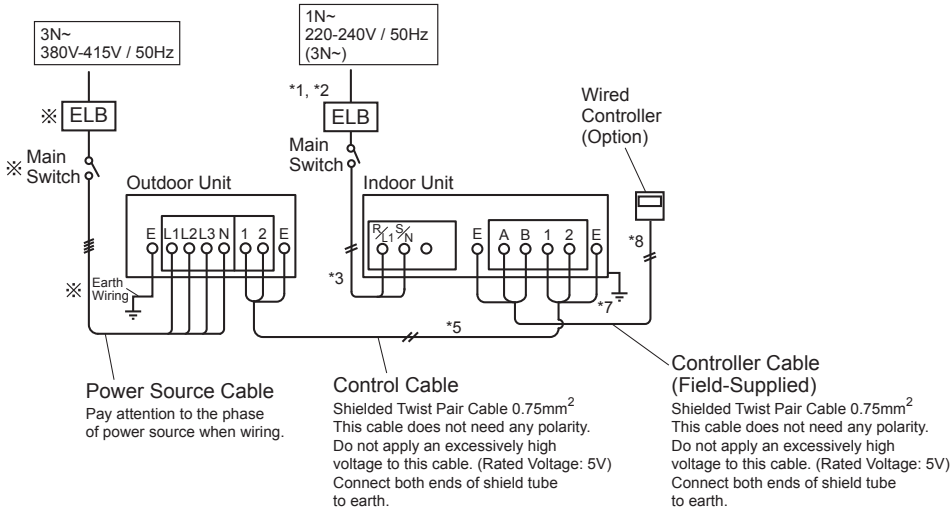 3N~
380V-415V / 50Hz
1N~
220-240V / 50Hz
(3N~)
*1, *2
※ ELB
ELB
※ Main
Switch
Main
Switch
Wired
Controller
(Option)
Outdoor Unit
Indoor Unit
E L1 L2 L3 N 1 2 E
R/L1 S/N
E A B 1 2 E
*8
※ Earth
Wiring
*3
*7
*5
Power Source Cable
Pay attention to the phase
of power source when wiring.
Control Cable
Shielded Twist Pair Cable 0.75mm²
This cable does not need any polarity.
Do not apply an excessively high
voltage to this cable. (Rated Voltage: 5V)
Connect both ends of shield tube
to earth.
Controller Cable
(Field-Supplied)
Shielded Twist Pair Cable 0.75mm²
This cable does not need any polarity.
Do not apply an excessively high
voltage to this cable. (Rated Voltage: 5V)
Connect both ends of shield tube
to earth.